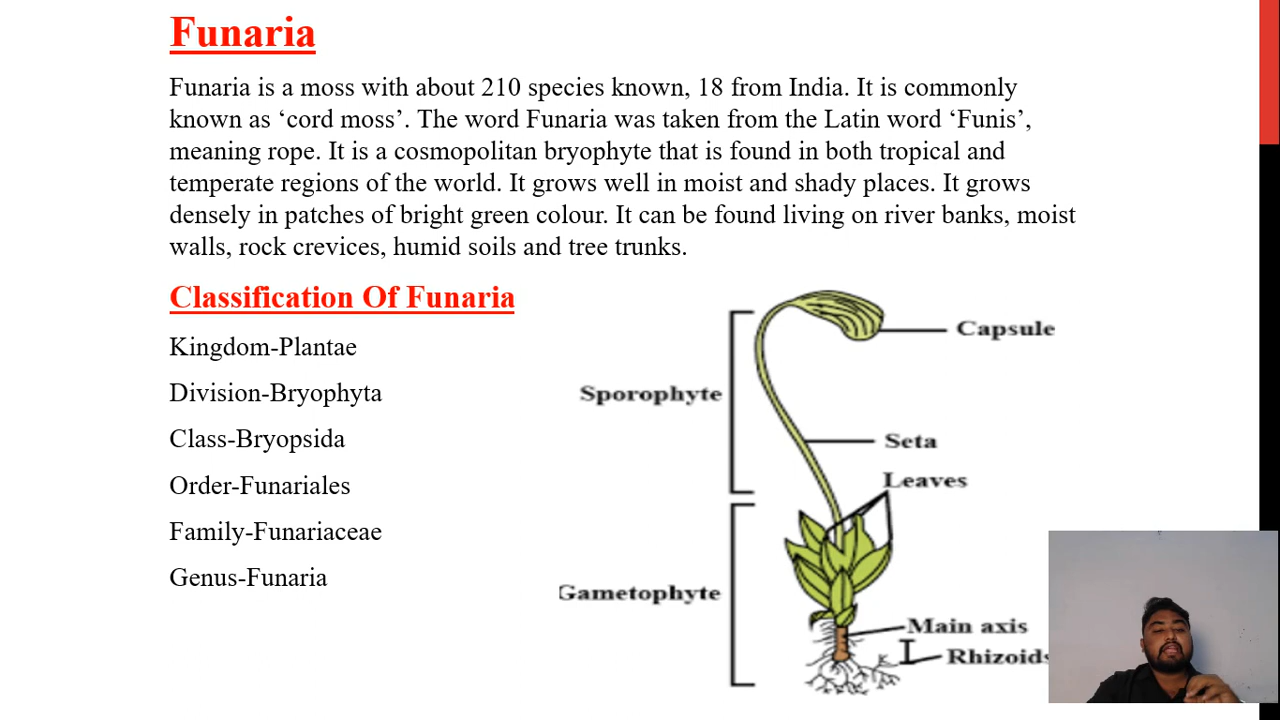 Funaria
Funaria is a moss with about 210 species known, 18 from India. It is commonly
known as ‘cord moss’. The word Funaria was taken from the Latin word ‘Funis’,
meaning rope. It is a cosmopolitan bryophyte that is found in both tropical and
temperate regions of the world. It grows well in moist and shady places. It grows
densely in patches of bright green colour. It can be found living on river banks, moist
walls, rock crevices, humid soils and tree trunks.
Classification Of Funaria
Kingdom-Plantae
Division-Bryophyta
Class-Bryopsida
Order-Funariales
Family-Funariaceae
Genus-Funaria
Capsule
Sporophyte
Seta
Leaves
Gametophyte
Main axis
Rhizoids